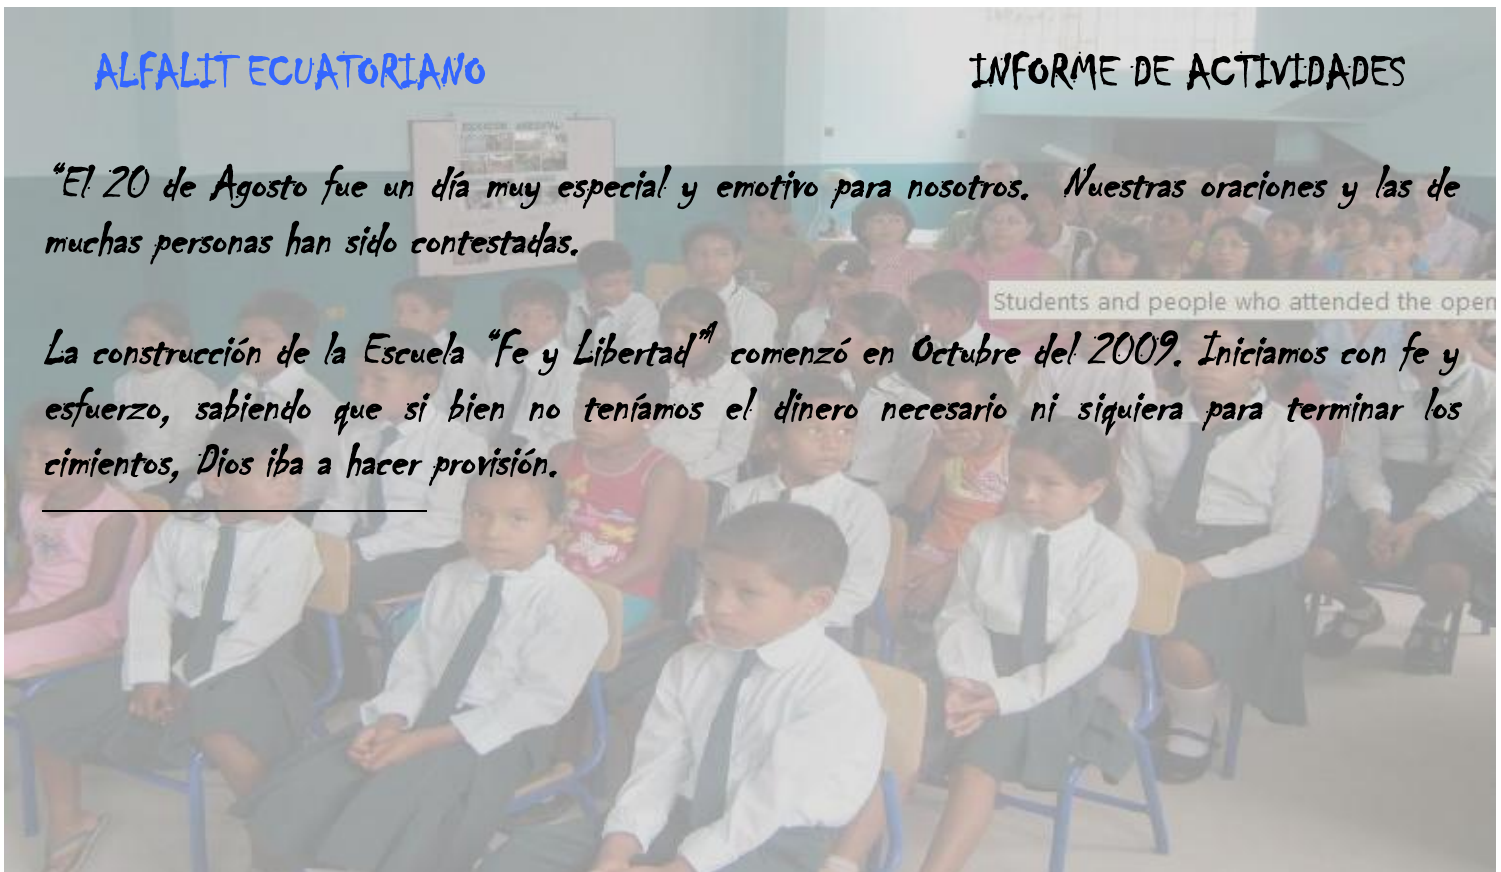 ALFALIT ECUATORIANO INFORME DE ACTIVIDADES
“El 20 de Agosto fue un día muy especial y emotivo para nosotros. Nuestras oraciones y las de
muchas personas han sido contestadas.
Students and people who attended the open
La construcción de la Escuela “Fe y Libertad”A comenzó en Octubre del 2009. Iniciamos con fe y
esfuerzo, sabiendo que si bien no teníamos el dinero necesario ni siquiera para terminar los
cimientos, Dios iba a hacer provisión.